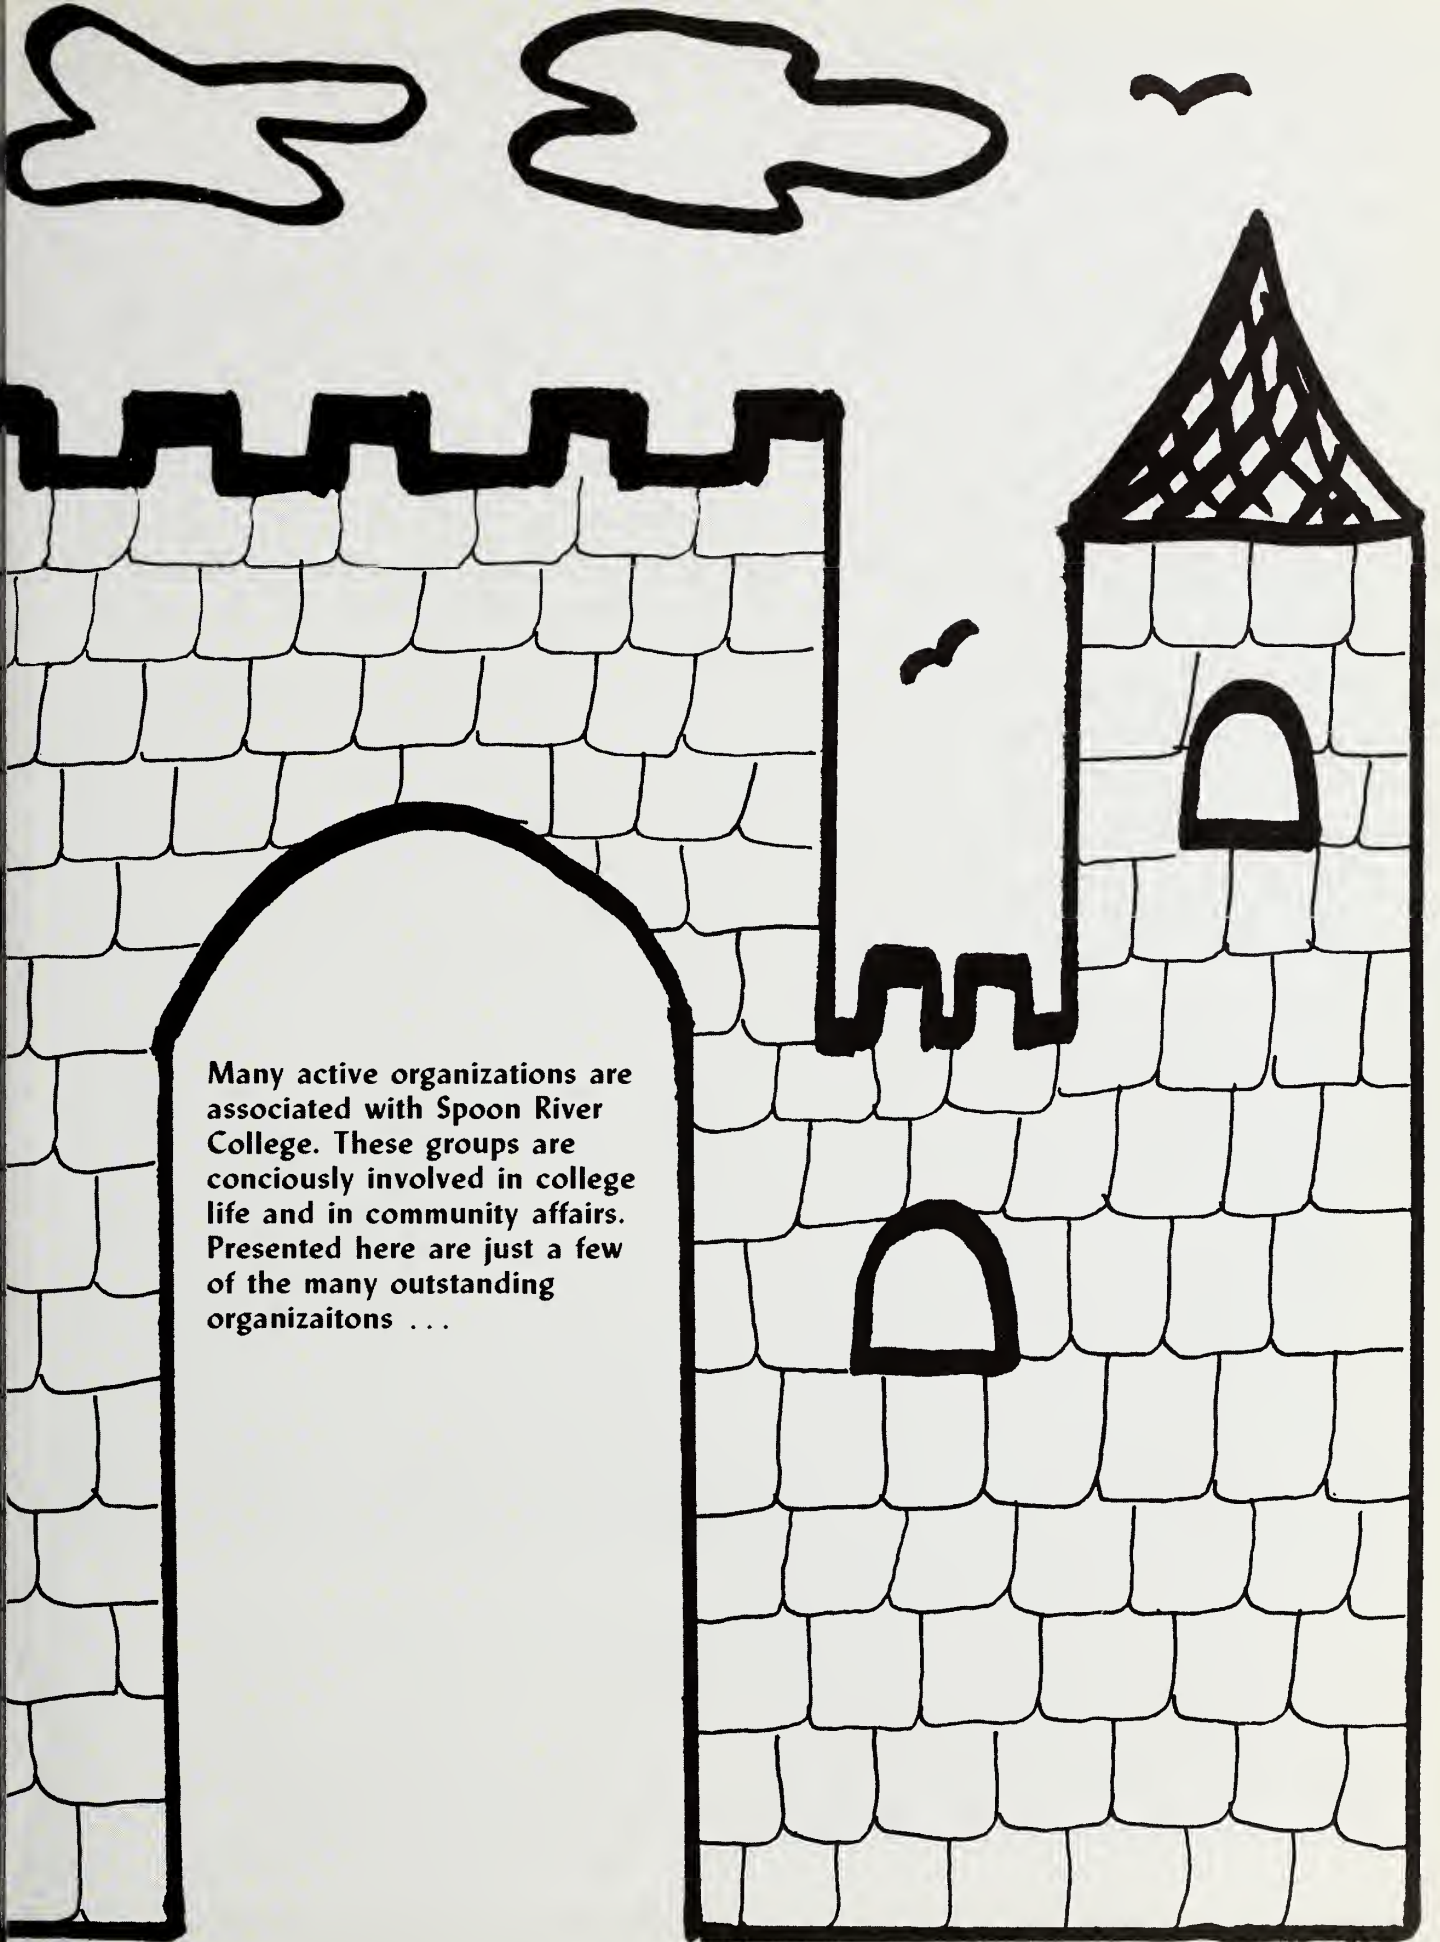 Many active organizations are
associated with Spoon River
College. These groups are
conciously involved in college
life and in community affairs.
Presented here are just a few
of the many outstanding
organizaitons . . .